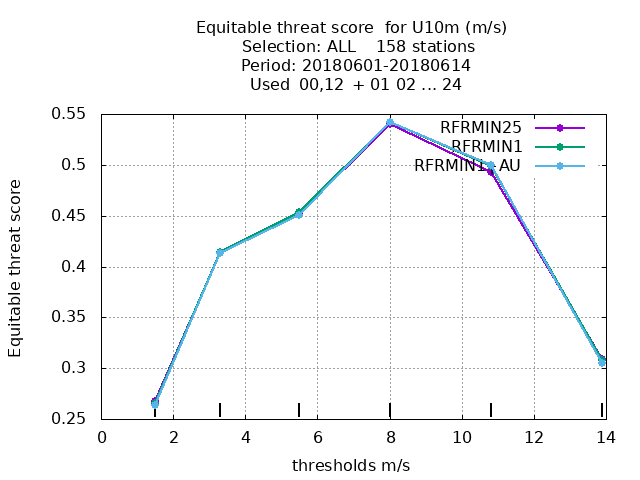 Equitable threat score  for U10m (m/s)
Selection: ALL    158 stations
Period: 20180601-20180614
Used  00,12  + 01 02 ... 24
0.55
0.5
0.45
0.4
0.35
0.3
0.25
Equitable threat score
RFRMIN25
RFRMIN1
RFRMIN1+AU
0 2 4 6 8 10 12 14
thresholds m/s